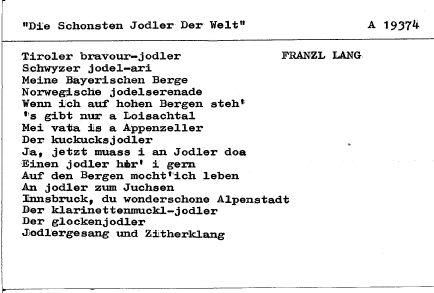 "Die Schonsten Jodler Der Welt" A 19374
Tiroler bravour-jodler FRANZL LANG
Schwyzer jodel-ari
Meine Bayerischen Berge
Norwegische jodelserenade
Wenn ich auf hohen Bergen steh'
's gibt nur a Loisachtal
Mei vata is a Appenzeller
Der kuckucksjodler
Ja, jetzt muass i an Jodler doa
Einen jodler hör' i gern
Auf den Bergen mocht'ich leben
An jodler zum Juchsen
Innsbruck, du wonderschone Alpenstadt
Der klarinettenmuckl-jodler
Der glockenjodler
Jodlergesang und Zitherklang